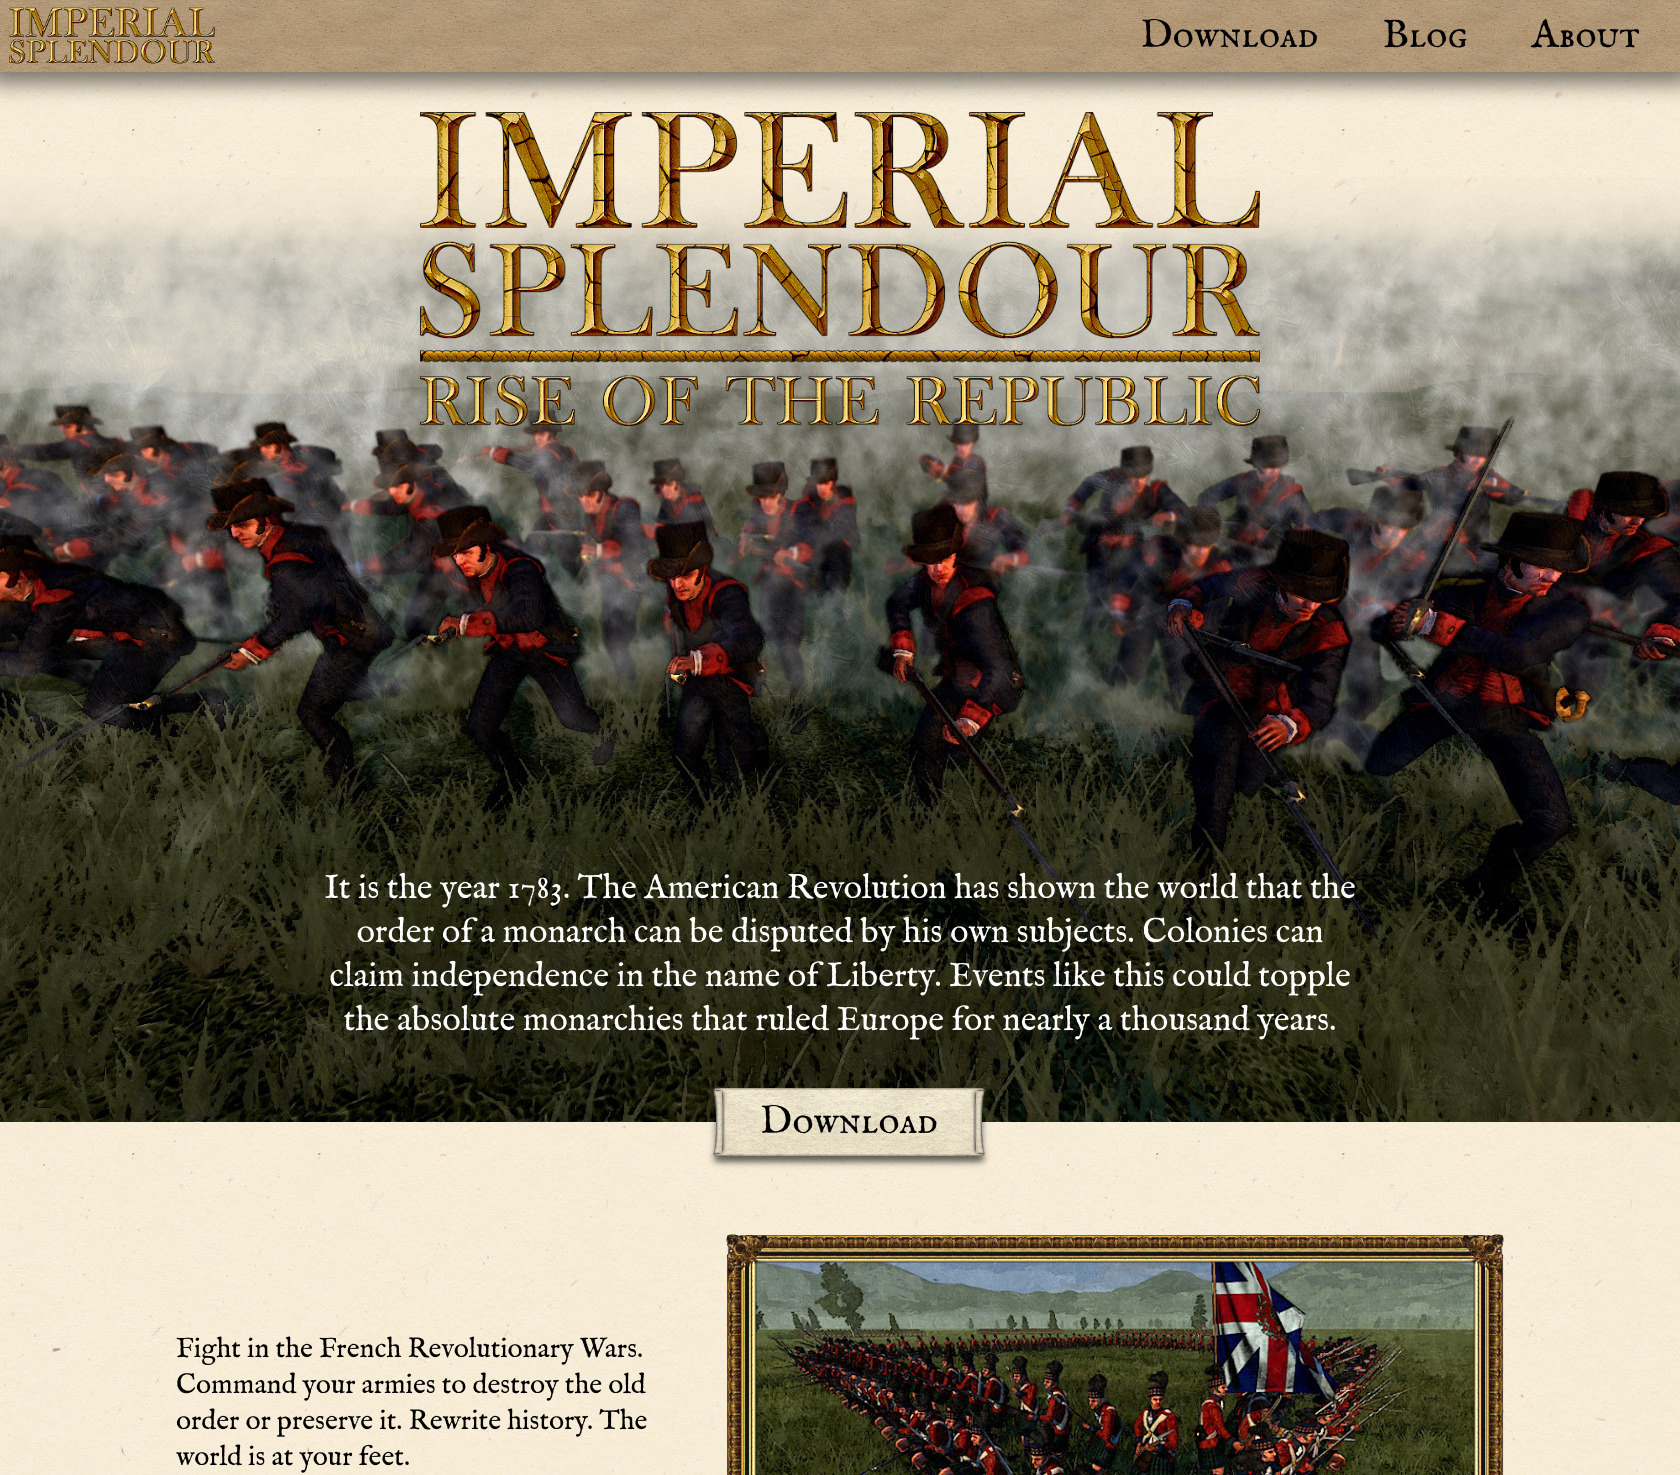 IMPERIAL
SPLENDOUR
Download Blog About
IMPERIAL
SPLENDOUR
RISE OF THE REPUBLIC
It is the year 1783. The American Revolution has shown the world that the
order of a monarch can be disputed by his own subjects. Colonies can
claim independence in the name of Liberty. Events like this could topple
the absolute monarchies that ruled Europe for nearly a thousand years.
Download
Fight in the French Revolutionary Wars.
Command your armies to destroy the old
order or preserve it. Rewrite history. The
world is at your feet.